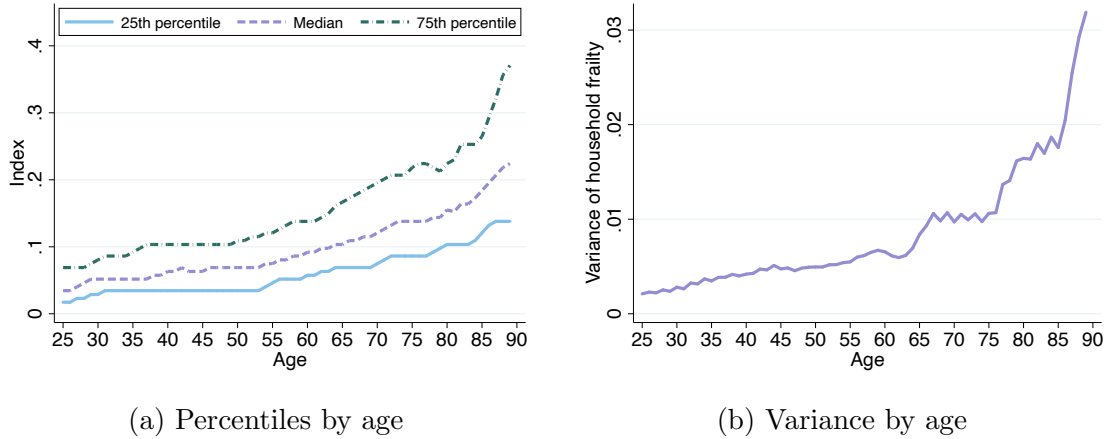 25th percentile Median 75th percentile
.4
.3
.2
.1
0
Index
25 30 35 40 45 50 55 60 65 70 75 80 85 90
Age
(a) Percentiles by age
.03
.02
.01
0
Variance of household frailty
25 30 35 40 45 50 55 60 65 70 75 80 85 90
Age
(b) Variance by age